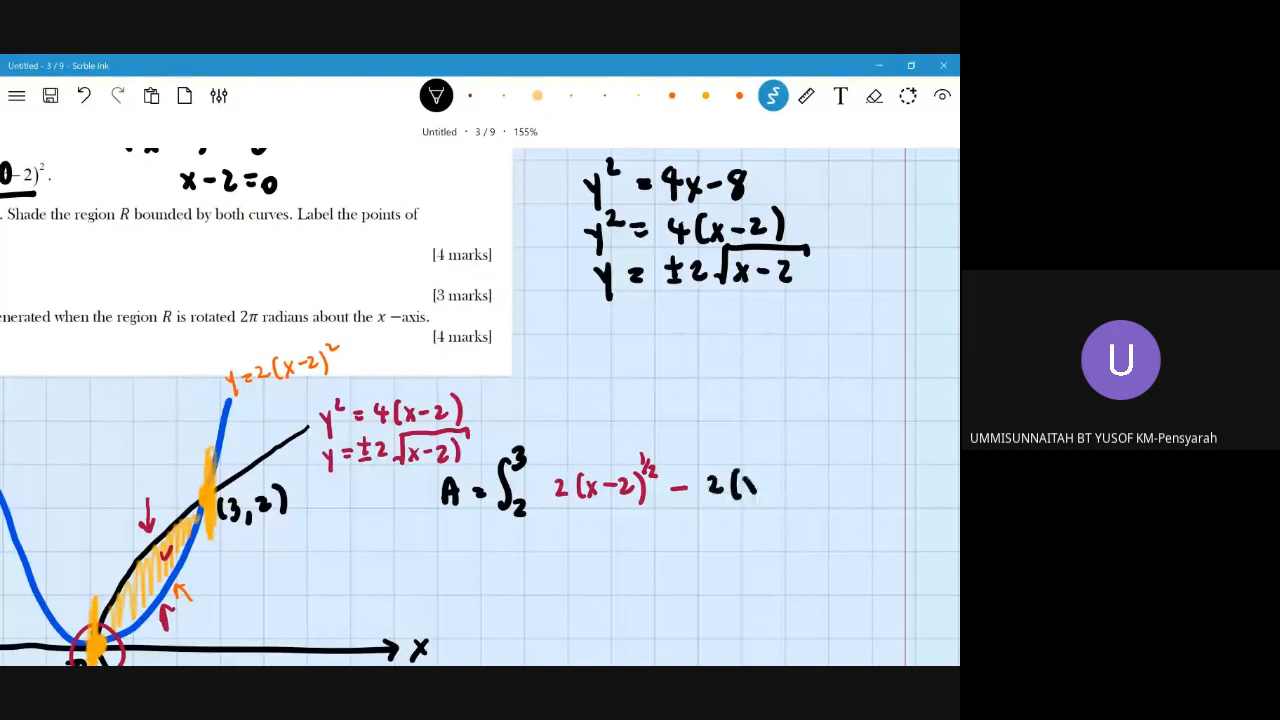 Untitled - 3 / 9 - Scrble Ink
Untitled • 3 / 9 • 155%
-2)².
x-2=0
. Shade the region R bounded by both curves. Label the points of
[4 marks]
[3 marks]
enerated when the region R is rotated 2π radians about the x −axis.
[4 marks]
y² = 4x-8
y² = 4(x-2)
y = ±2√x-2
y=2(x-2)²
y² = 4(x-2)
y = ±2√(x-2)
(3,2)
A = ∫₂³ 2(x-2)^½ - 2(
x
U
UMMISUNNAITAH BT YUSOF KM-Pensyarah